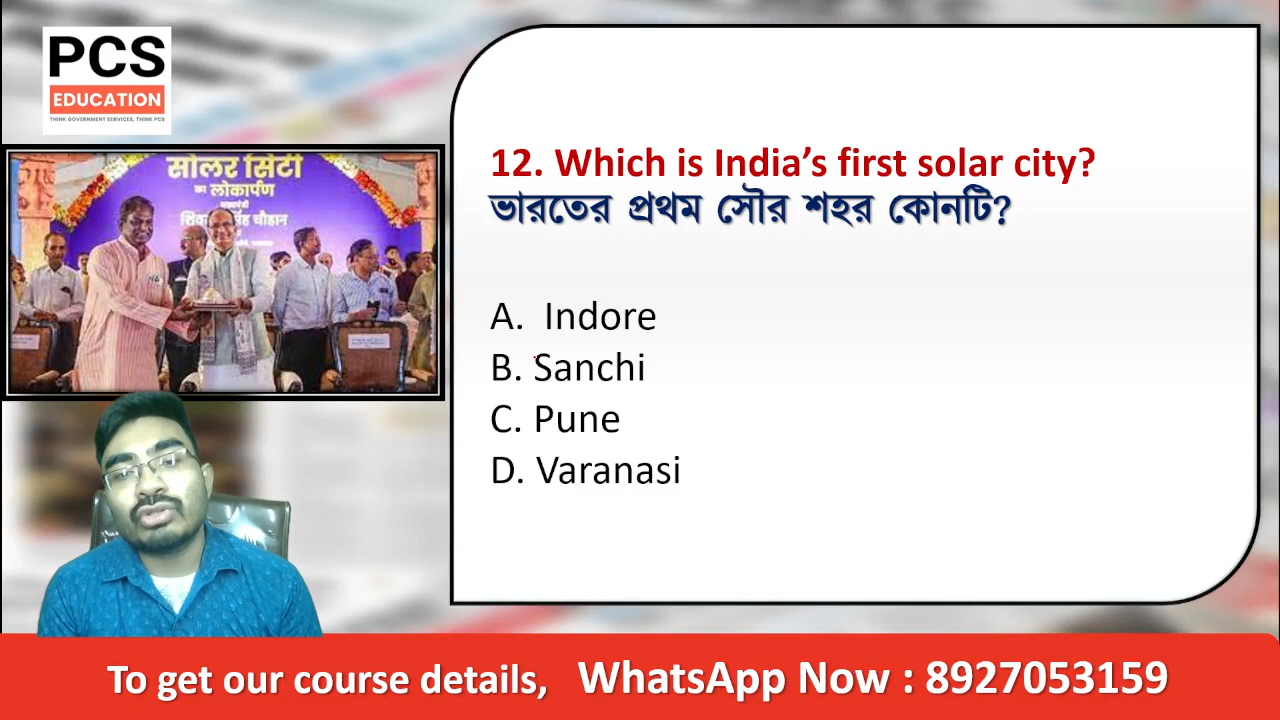 PCS
EDUCATION
THINK GOVERNMENT SERVICES, THINK PCS
सोलर सिटी
का लोकार्पण
12. Which is India’s first solar city?
ভারতের প্রথম সৌর শহর কোনটি?
A. Indore
B. Sanchi
C. Pune
D. Varanasi
To get our course details, WhatsApp Now : 8927053159